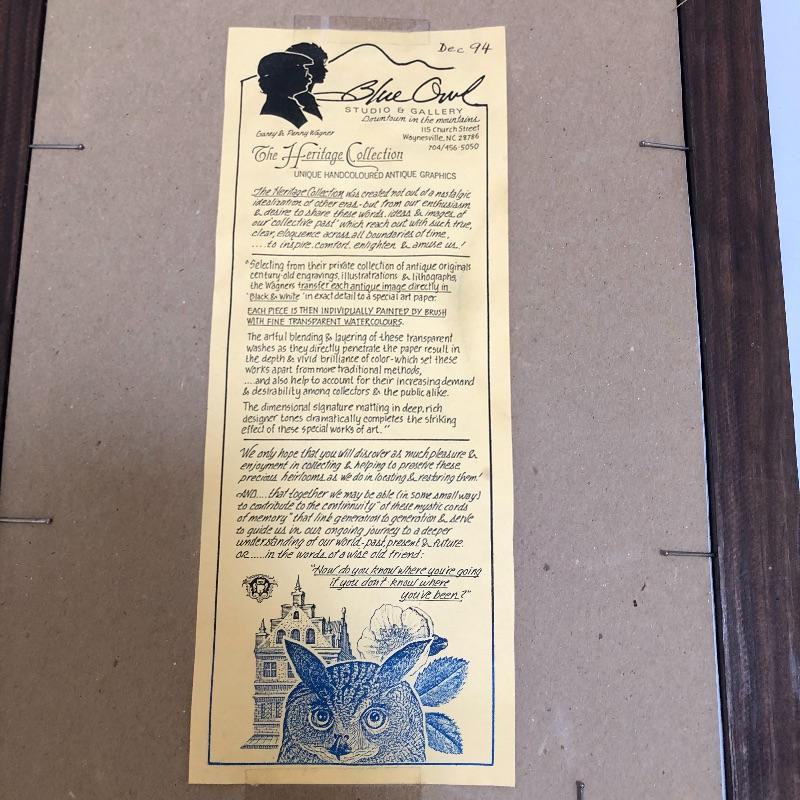 Dec 94
Blue Owl
STUDIO & GALLERY
Downtown in the mountains
115 Church Street
Waynesville, NC 28786
704/456-5050
Garry & Penny Wagner
The Heritage Collection
UNIQUE HANDCOLOURED ANTIQUE GRAPHICS
The Heritage Collection was created not out of a nostalgic
idealization of other eras - but from our enthusiasm
& desire to share these words, ideas & images of
our collective past" which reach out with such true,
clear, eloquence across all boundaries of time,
....to inspire, comfort, enlighten & amuse us!
"Selecting from their private collection of antique originals
century-old engravings, illustratrations & lithographs,
the Wagners transfer each antique image directly in
'Black & White' in exact detail to a special art paper.
EACH PIECE IS THEN INDIVIDUALLY PAINTED BY BRUSH
WITH FINE TRANSPARENT WATERCOLOURS.
The artful blending & layering of these transparent
washes as they directly penetrate the paper result in
the depth & vivid brilliance of color - which set these
works apart from more traditional methods,
....and also help to account for their increasing demand
& desirability among collectors & the public alike.
The dimensional signature matting in deep, rich
designer tones dramatically completes the striking
effect of these special works of art."
We only hope that you will discover as much pleasure &
enjoyment in collecting & helping to preserve these
precious heirlooms as we do in locating & restoring them!
AND....that together we may be able (in some small way)
to contribute to the continuity "of these mystic cords
of memory" that link generation to generation & serve
to guide us in our ongoing journey to a deeper
understanding of our world - past, present & future.
OR.....in the words of a wise old friend:
"How do you know where you're going
if you don't know where
you've been?"